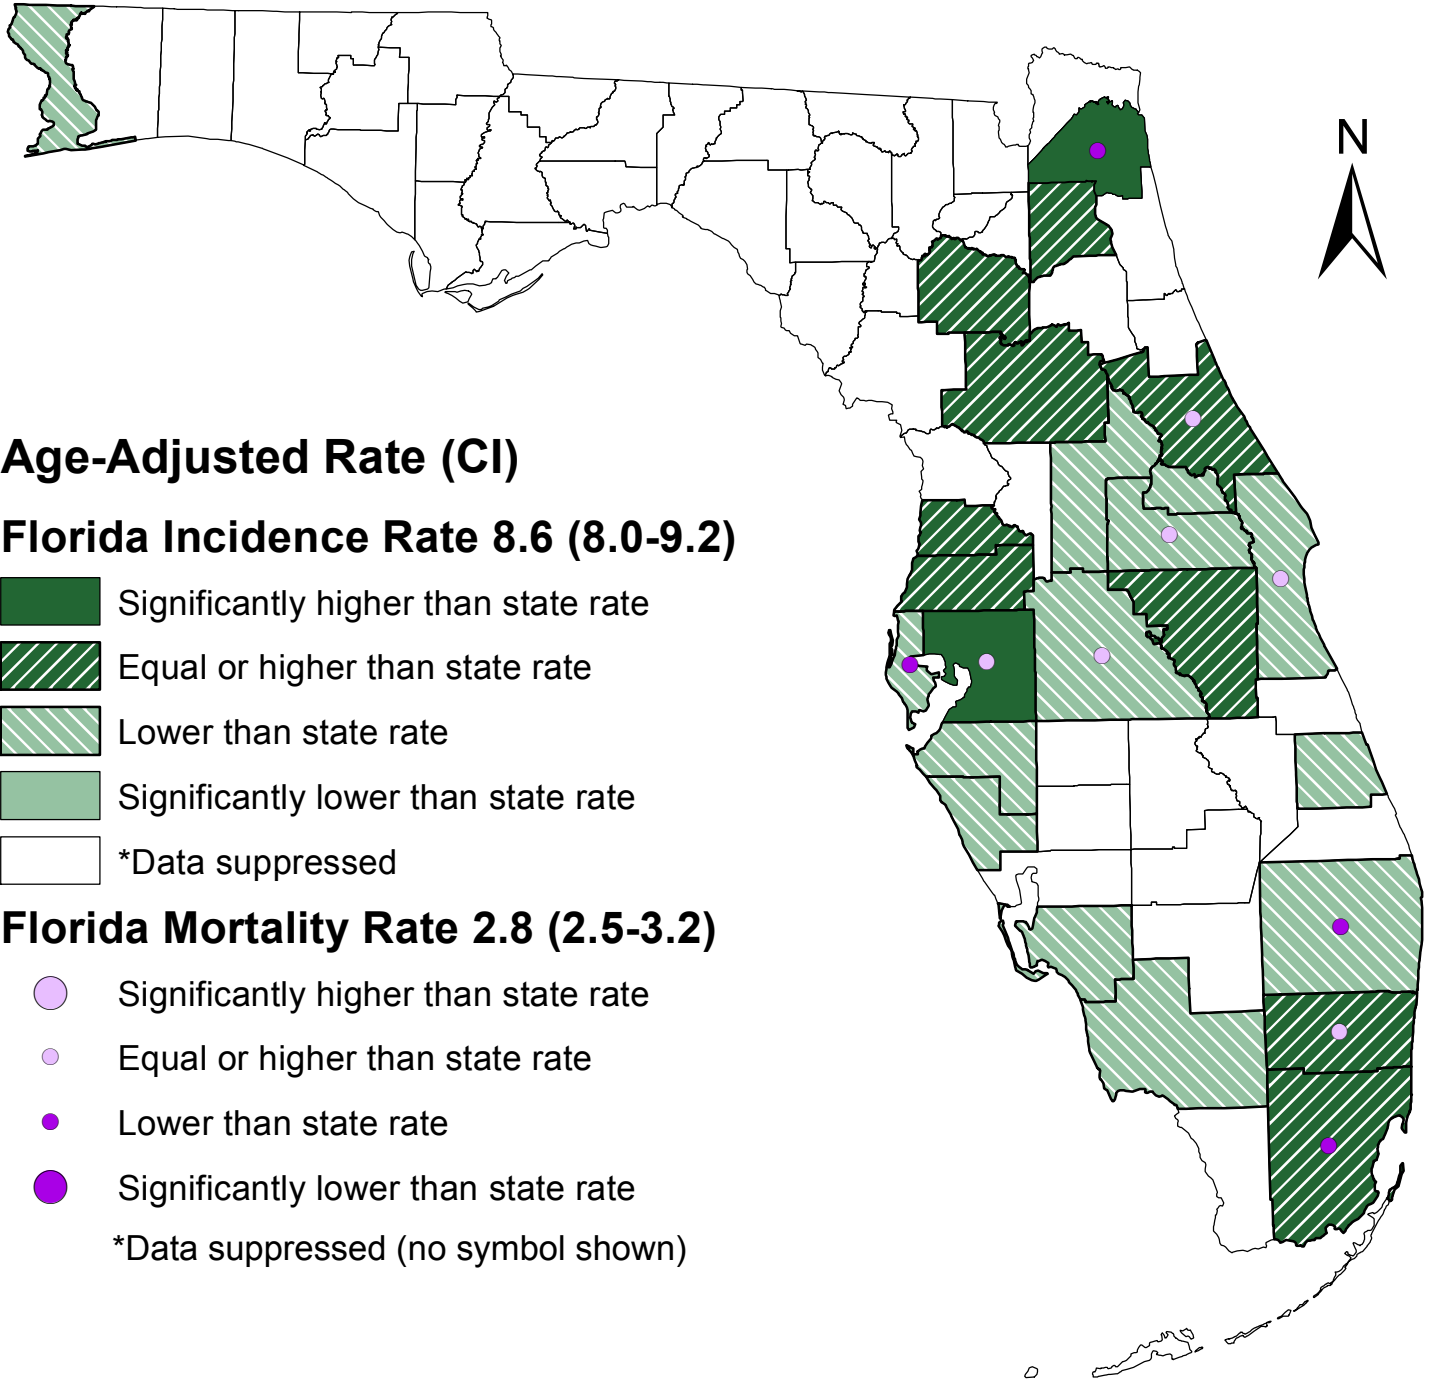 N
Age-Adjusted Rate (CI)
Florida Incidence Rate 8.6 (8.0-9.2)
Significantly higher than state rate
Equal or higher than state rate
Lower than state rate
Significantly lower than state rate
*Data suppressed
Florida Mortality Rate 2.8 (2.5-3.2)
Significantly higher than state rate
Equal or higher than state rate
Lower than state rate
Significantly lower than state rate
*Data suppressed (no symbol shown)